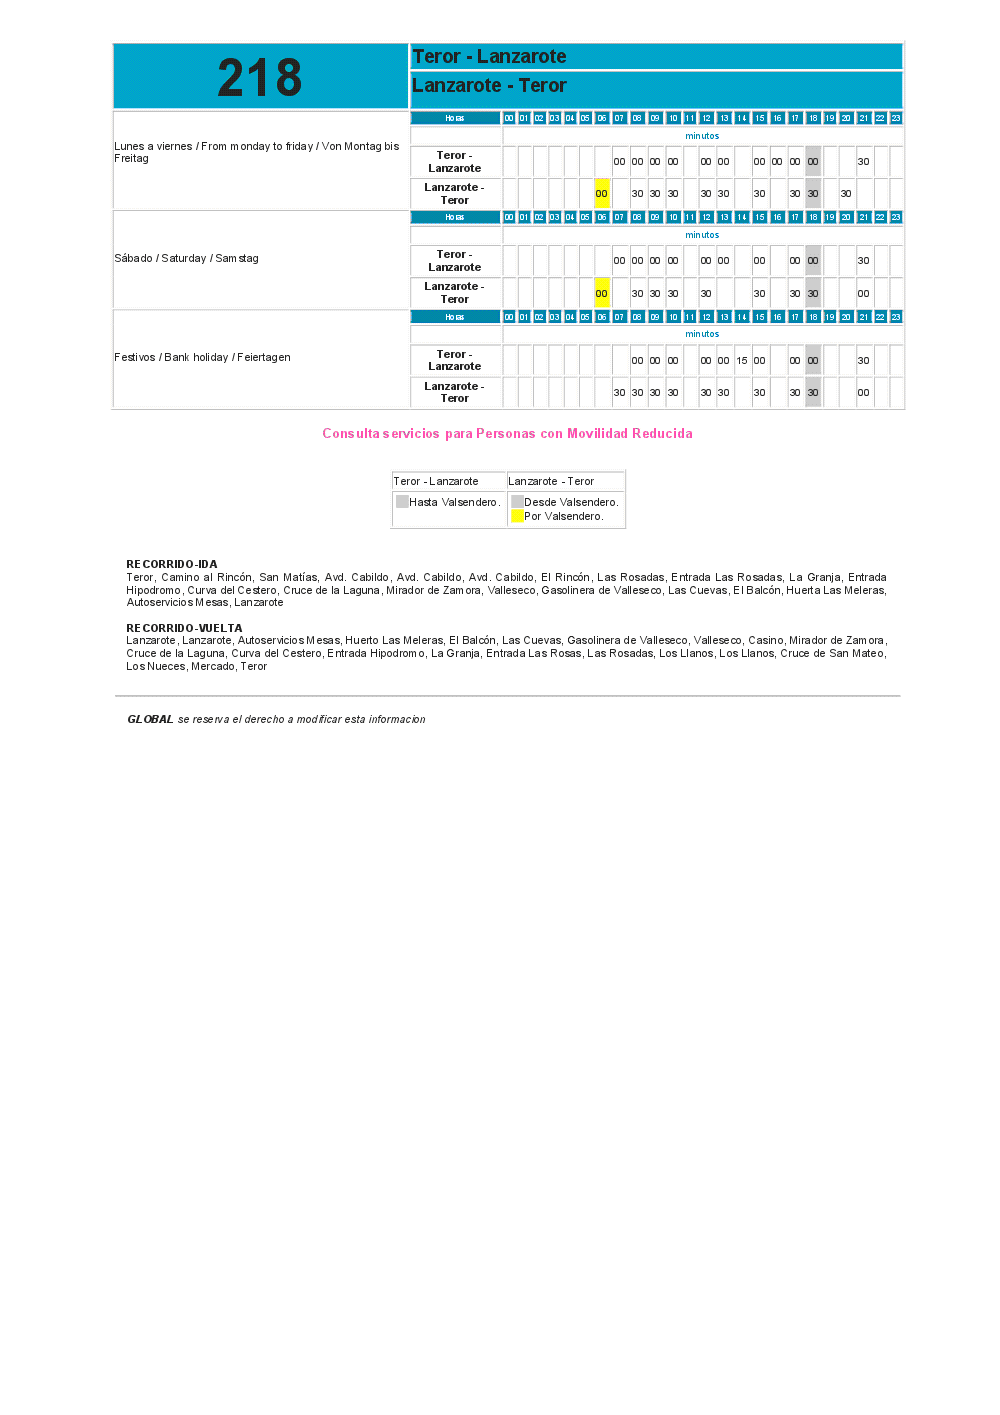 218
Teror - Lanzarote
Lanzarote - Teror
Lunes a viernes / From monday to friday / Von Montag bis
Freitag
Horas 00 01 02 03 04 05 06 07 08 09 10 11 12 13 14 15 16 17 18 19 20 21 22 23
minutos
Teror -
Lanzarote
00 00 00 00 00 00 00 00 00 00 30
Lanzarote -
Teror
00 30 30 30 30 30 30 30 30 30
Sábado / Saturday / Samstag
Horas 00 01 02 03 04 05 06 07 08 09 10 11 12 13 14 15 16 17 18 19 20 21 22 23
minutos
Teror -
Lanzarote
00 00 00 00 00 00 00 00 00 30
Lanzarote -
Teror
00 30 30 30 30 30 30 30 00
Festivos / Bank holiday / Feiertagen
Horas 00 01 02 03 04 05 06 07 08 09 10 11 12 13 14 15 16 17 18 19 20 21 22 23
minutos
Teror -
Lanzarote
00 00 00 00 00 15 00 00 00 30
Lanzarote -
Teror
30 30 30 30 30 30 30 30 30 00
Consulta servicios para Personas con Movilidad Reducida
Teror - Lanzarote Lanzarote - Teror
Hasta Valsendero. Desde Valsendero.
Por Valsendero.
RECORRIDO-IDA
Teror, Camino al Rincón, San Matías, Avd. Cabildo, Avd. Cabildo, Avd. Cabildo, El Rincón, Las Rosadas, Entrada Las Rosadas, La Granja, Entrada
Hipodromo, Curva del Cestero, Cruce de la Laguna, Mirador de Zamora, Valleseco, Gasolinera de Valleseco, Las Cuevas, El Balcón, Huerta Las Meleras,
Autoservicios Mesas, Lanzarote
RECORRIDO-VUELTA
Lanzarote, Lanzarote, Autoservicios Mesas, Huerto Las Meleras, El Balcón, Las Cuevas, Gasolinera de Valleseco, Valleseco, Casino, Mirador de Zamora,
Cruce de la Laguna, Curva del Cestero, Entrada Hipodromo, La Granja, Entrada Las Rosas, Las Rosadas, Los Llanos, Los Llanos, Cruce de San Mateo,
Los Nueces, Mercado, Teror
GLOBAL se reserva el derecho a modificar esta informacion